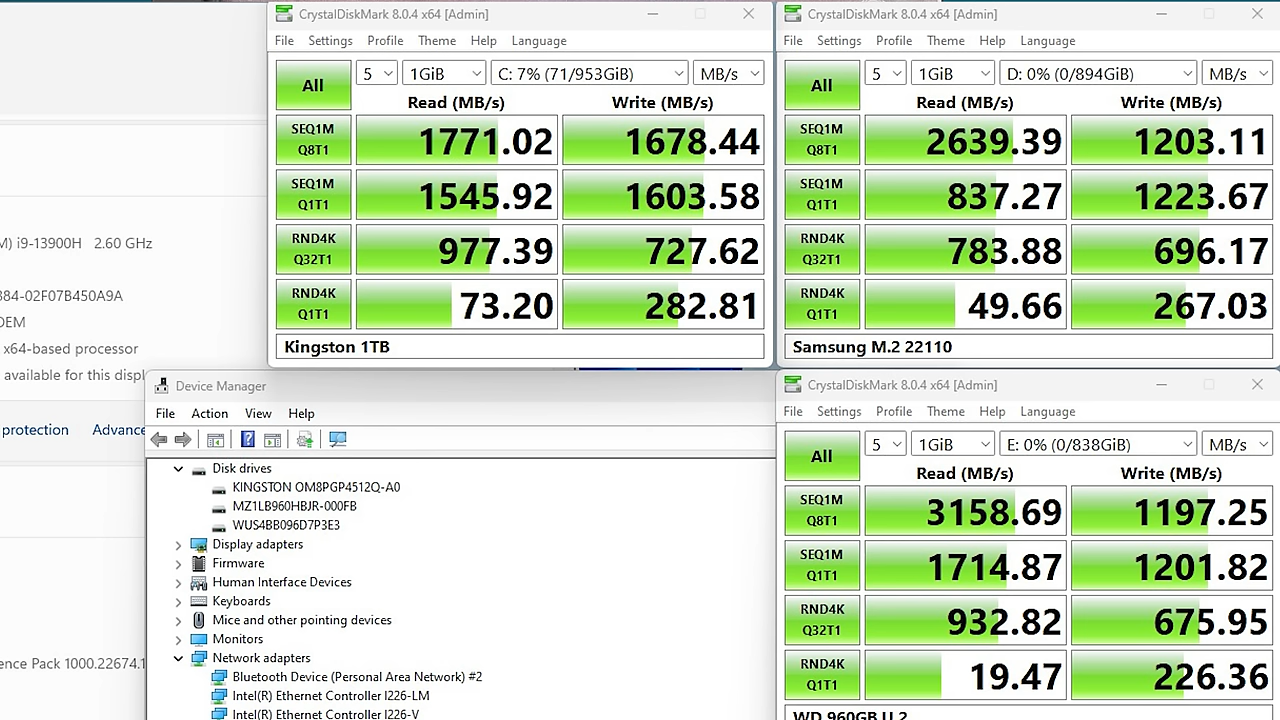 CrystalDiskMark 8.0.4 x64 [Admin]
File Settings Profile Theme Help Language
All 5 1GiB C: 7% (71/953GiB) MB/s
Read (MB/s) Write (MB/s)
SEQ1M Q8T1 1771.02 1678.44
SEQ1M Q1T1 1545.92 1603.58
RND4K Q32T1 977.39 727.62
RND4K Q1T1 73.20 282.81
Kingston 1TB
CrystalDiskMark 8.0.4 x64 [Admin]
File Settings Profile Theme Help Language
All 5 1GiB D: 0% (0/894GiB) MB/s
Read (MB/s) Write (MB/s)
SEQ1M Q8T1 2639.39 1203.11
SEQ1M Q1T1 837.27 1223.67
RND4K Q32T1 783.88 696.17
RND4K Q1T1 49.66 267.03
Samsung M.2 22110
M) i9-13900H 2.60 GHz
384-02F07B450A9A
OEM
x64-based processor
available for this displ
protection Advance
ence Pack 1000.22674.1
Device Manager
File Action View Help
Disk drives
KINGSTON QM8PGP4512Q-A0
MZ1LB960HBJR-000FB
WUS4BB096D7P3E3
Display adapters
Firmware
Human Interface Devices
Keyboards
Mice and other pointing devices
Monitors
Network adapters
Bluetooth Device (Personal Area Network) #2
Intel(R) Ethernet Controller I226-LM
Intel(R) Ethernet Controller I226-V
CrystalDiskMark 8.0.4 x64 [Admin]
File Settings Profile Theme Help Language
All 5 1GiB E: 0% (0/838GiB) MB/s
Read (MB/s) Write (MB/s)
SEQ1M Q8T1 3158.69 1197.25
SEQ1M Q1T1 1714.87 1201.82
RND4K Q32T1 932.82 675.95
RND4K Q1T1 19.47 226.36
WD 960GB U.2